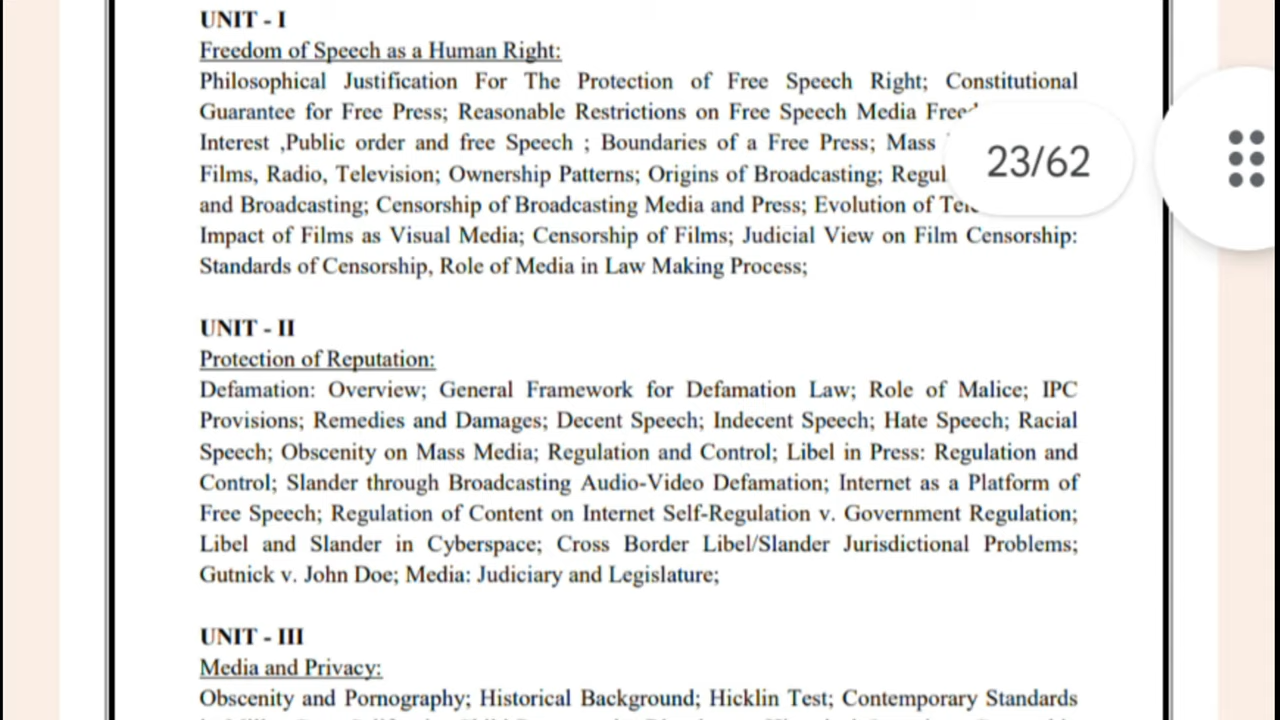 UNIT - I
Freedom of Speech as a Human Right:
Philosophical Justification For The Protection of Free Speech Right; Constitutional
Guarantee for Free Press; Reasonable Restrictions on Free Speech Media
Interest ,Public order and free Speech ; Boundaries of a Free Press; Mass
23/62
Films, Radio, Television; Ownership Patterns; Origins of Broadcasting;
and Broadcasting; Censorship of Broadcasting Media and Press; Evolution of
Impact of Films as Visual Media; Censorship of Films; Judicial View on Film Censorship:
Standards of Censorship, Role of Media in Law Making Process;
UNIT - II
Protection of Reputation:
Defamation: Overview; General Framework for Defamation Law; Role of Malice; IPC
Provisions; Remedies and Damages; Decent Speech; Indecent Speech; Hate Speech; Racial
Speech; Obscenity on Mass Media; Regulation and Control; Libel in Press: Regulation and
Control; Slander through Broadcasting Audio-Video Defamation; Internet as a Platform of
Free Speech; Regulation of Content on Internet Self-Regulation v. Government Regulation;
Libel and Slander in Cyberspace; Cross Border Libel/Slander Jurisdictional Problems;
Gutnick v. John Doe; Media: Judiciary and Legislature;
UNIT - III
Media and Privacy:
Obscenity and Pornography; Historical Background; Hicklin Test; Contemporary Standards